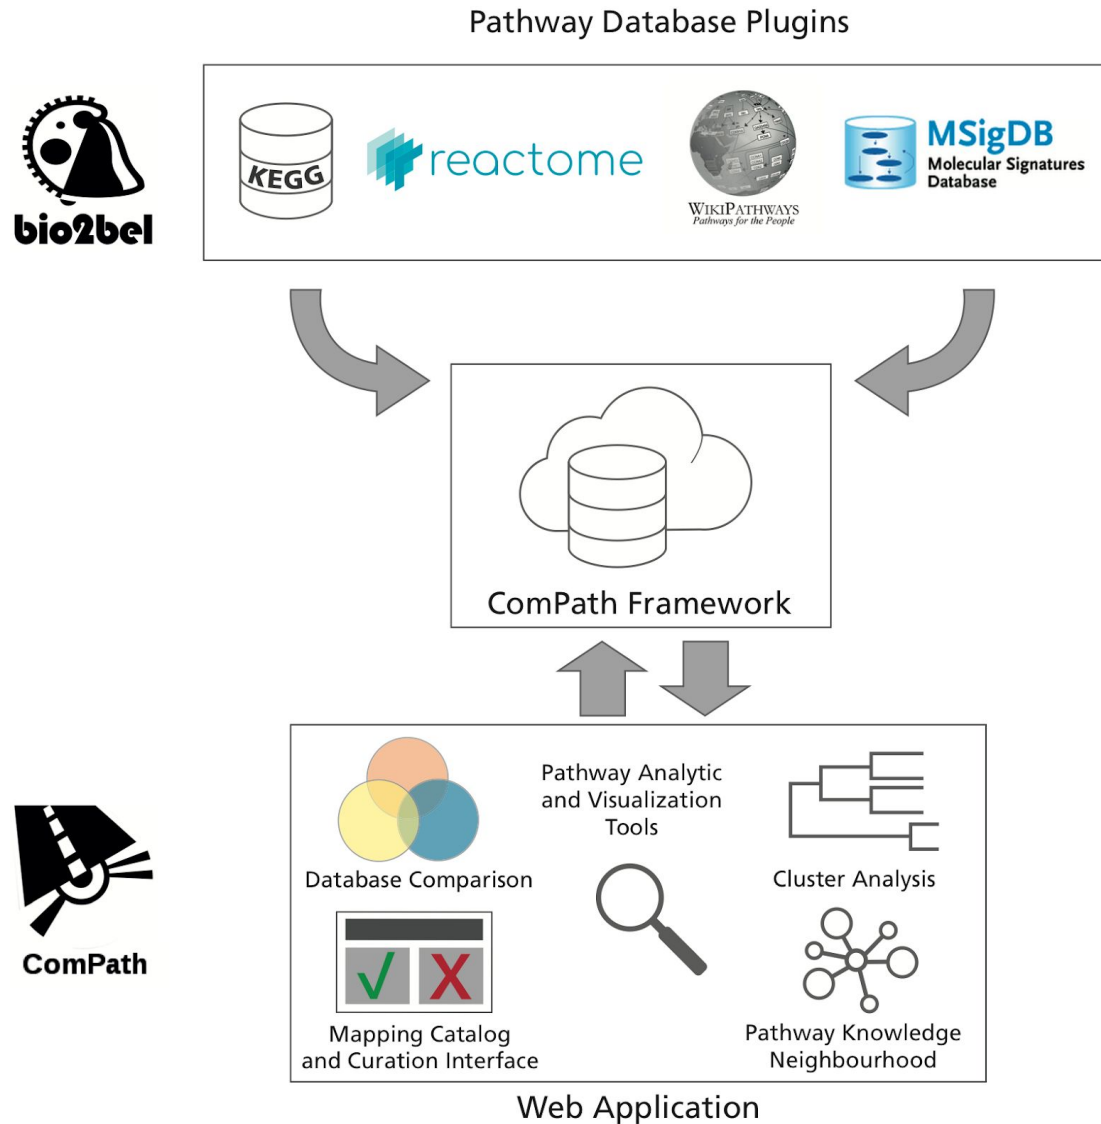 Pathway Database Plugins
bio2bel
KEGG
reactome
WIKIPATHWAYS
Pathways for the People
MSigDB
Molecular Signatures
Database
ComPath Framework
Database Comparison
Pathway Analytic
and Visualization
Tools
Cluster Analysis
ComPath
Mapping Catalog
and Curation Interface
Pathway Knowledge
Neighbourhood
Web Application